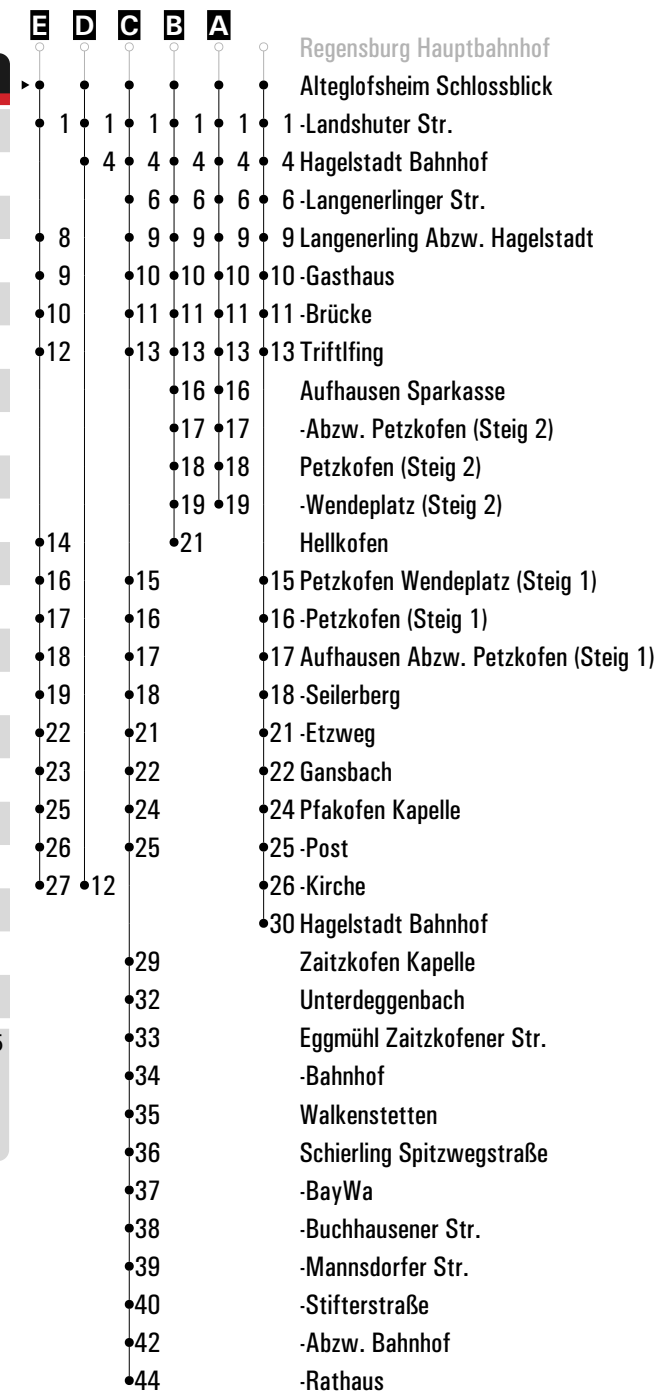 E D C B A
Regensburg Hauptbahnhof
Alteglofsheim Schlossblick
1 1 1 1 1 1 -Landshuter Str.
4 4 4 4 4 Hagelstadt Bahnhof
6 6 6 6 -Langenerlinger Str.
8 9 9 9 9 Langenerling Abzw. Hagelstadt
9 10 10 10 10 -Gasthaus
10 11 11 11 11 -Brücke
12 13 13 13 13 Triftlfing
16 16 Aufhausen Sparkasse
17 17 -Abzw. Petzkofen (Steig 2)
18 18 Petzkofen (Steig 2)
19 19 -Wendeplatz (Steig 2)
14 21 Hellkofen
16 15 15 Petzkofen Wendeplatz (Steig 1)
17 16 16 -Petzkofen (Steig 1)
18 17 17 Aufhausen Abzw. Petzkofen (Steig 1)
19 18 18 -Seilerberg
22 21 21 -Etzweg
23 22 22 Gansbach
25 24 24 Pfakofen Kapelle
26 25 25 -Post
27 12 26 -Kirche
30 Hagelstadt Bahnhof
29 Zaitzkofen Kapelle
32 Unterdeggenbach
33 Eggmühl Zaitzkofener Str.
34 -Bahnhof
35 Walkenstetten
36 Schierling Spitzwegstraße
37 -BayWa
38 -Buchhausener Str.
39 -Mannsdorfer Str.
40 -Stifterstraße
42 -Abzw. Bahnhof
44 -Rathaus